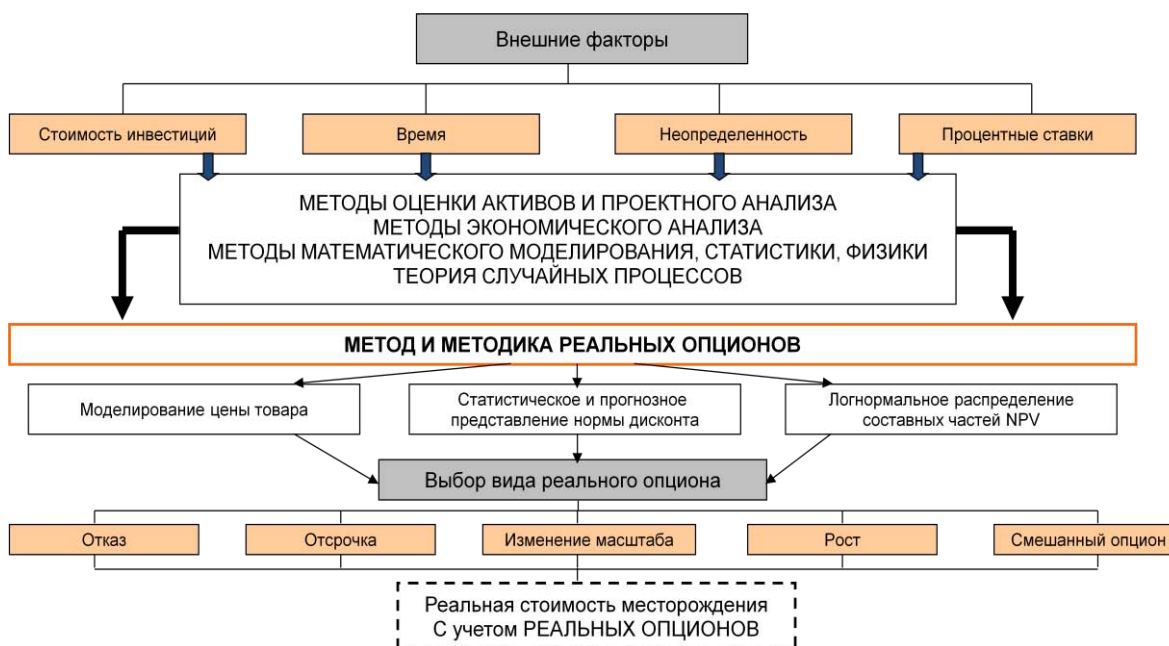 Внешние факторы
Стоимость инвестиций
Время
Неопределенность
Процентные ставки
МЕТОДЫ ОЦЕНКИ АКТИВОВ И ПРОЕКТНОГО АНАЛИЗА
МЕТОДЫ ЭКОНОМИЧЕСКОГО АНАЛИЗА
МЕТОДЫ МАТЕМАТИЧЕСКОГО МОДЕЛИРОВАНИЯ, СТАТИСТИКИ, ФИЗИКИ
ТЕОРИЯ СЛУЧАЙНЫХ ПРОЦЕССОВ
МЕТОД И МЕТОДИКА РЕАЛЬНЫХ ОПЦИОНОВ
Моделирование цены товара
Статистическое и прогнозное
представление нормы дисконта
Логнормальное распределение
составных частей NPV
Выбор вида реального опциона
Отказ
Отсрочка
Изменение масштаба
Рост
Смешанный опцион
Реальная стоимость месторождения
С учетом РЕАЛЬНЫХ ОПЦИОНОВ